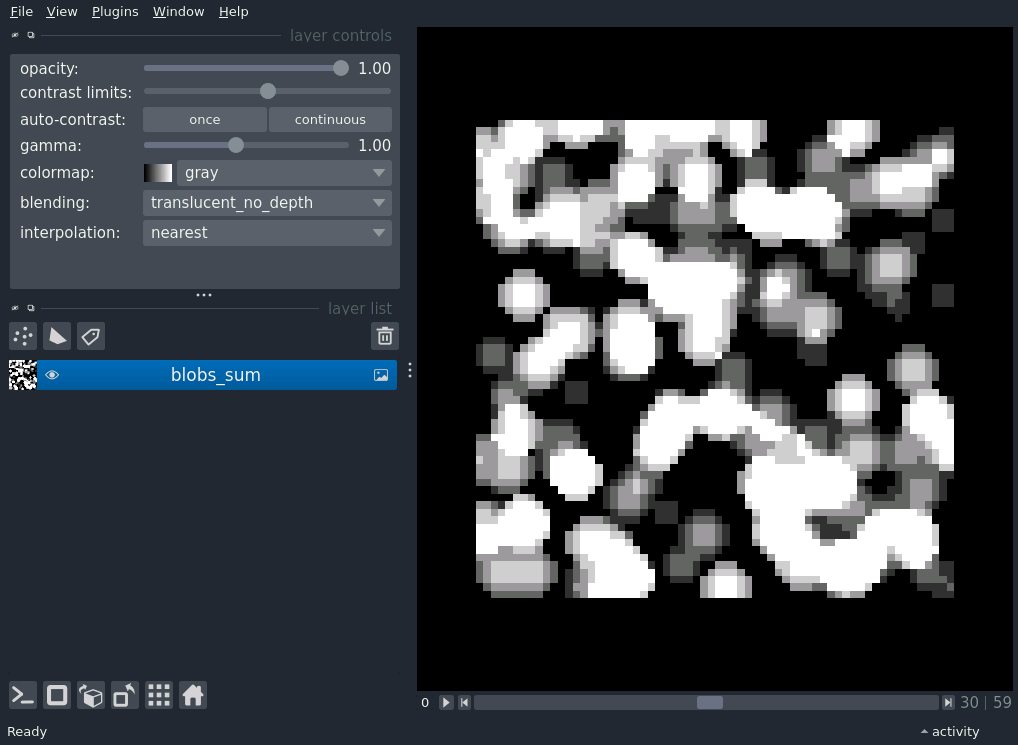 File View Plugins Window Help
layer controls
opacity: 1.00
contrast limits:
auto-contrast: once continuous
gamma: 1.00
colormap: gray
blending: translucent_no_depth
interpolation: nearest
layer list
blobs_sum
0 30 | 59
Ready
activity